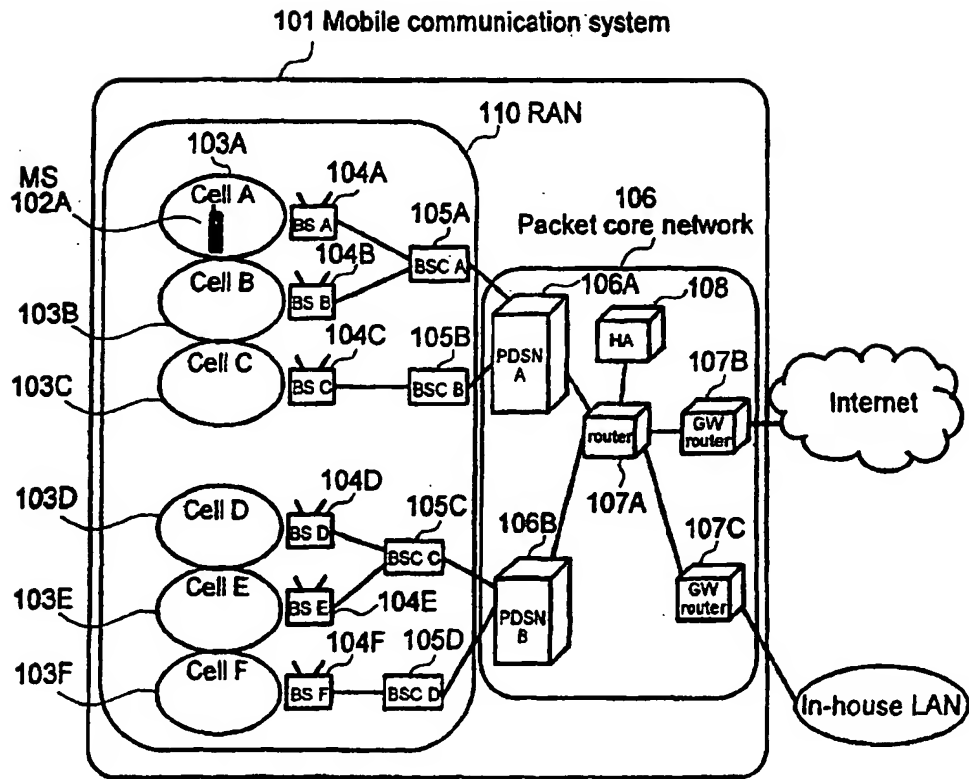 101 Mobile communication system
110 RAN
103A
MS
102A
Cell A
104A
BS A
105A
BSC A
106
Packet core network
106A
108
Cell B
104B
BS B
HA
103B
PDSN
A
107B
Cell C
104C
105B
BS C
BSC B
router
GW
router
Internet
103C
107A
103D
Cell D
104D
BS D
105C
BSC C
106B
107C
Cell E
BS E
104E
PDSN
B
GW
router
103E
Cell F
104F
105D
BS F
BSC D
103F
In-house LAN